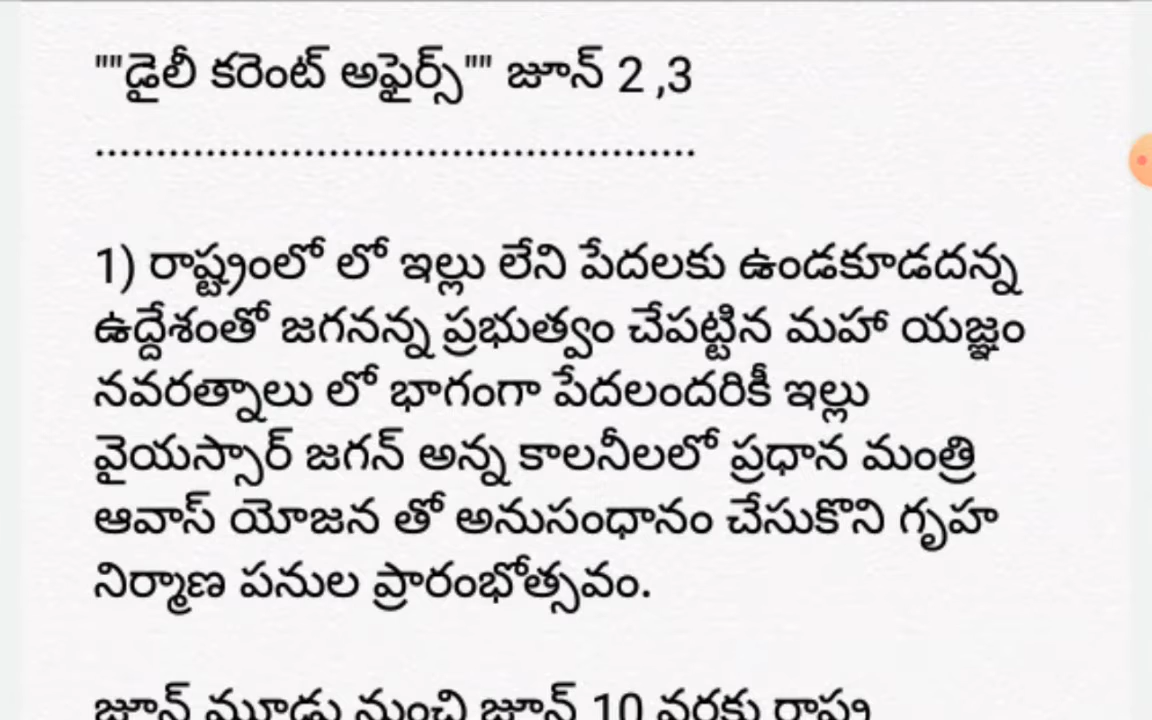 ""డైలీ కరెంట్ అఫైర్స్"" జూన్ 2 ,3
.................................................
1) రాష్ట్రంలో లో ఇల్లు లేని పేదలకు ఉండకూడదన్న
ఉద్దేశంతో జగనన్న ప్రభుత్వం చేపట్టిన మహా యజ్ఞం
నవరత్నాలు లో భాగంగా పేదలందరికీ ఇల్లు
వైయస్సార్ జగన్ అన్న కాలనీలలో ప్రధాన మంత్రి
ఆవాస్ యోజన తో అనుసంధానం చేసుకొని గృహ
నిర్మాణ పనుల ప్రారంభోత్సవం.
జూన్ మూడు నుంచి జూన్ 10 వరకు రాష్ట్ర